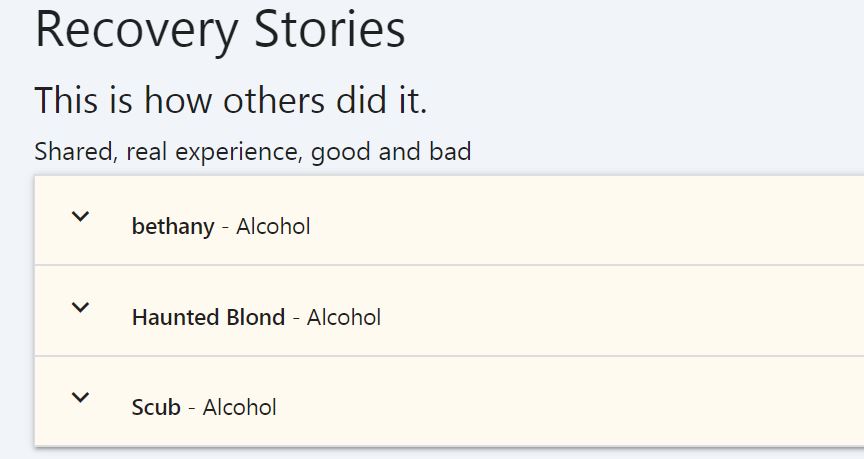 Recovery Stories
This is how others did it.
Shared, real experience, good and bad
bethany - Alcohol
Haunted Blond - Alcohol
Scub - Alcohol